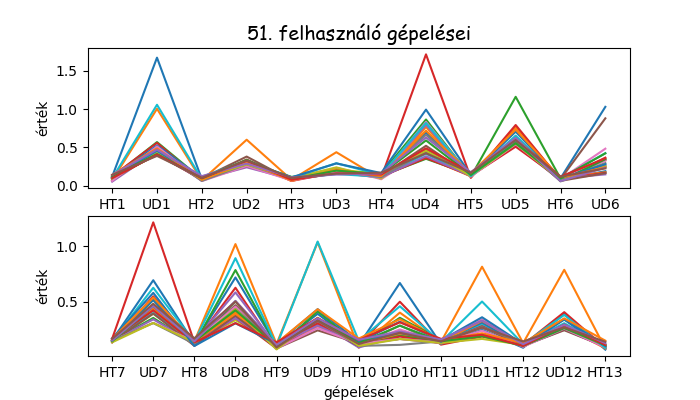 51. felhasználó gépelései
érték
1.5
1.0
0.5
0.0
HT1 UD1 HT2 UD2 HT3 UD3 HT4 UD4 HT5 UD5 HT6 UD6
érték
1.0
0.5
HT7 UD7 HT8 UD8 HT9 UD9 HT10 UD10 HT11 UD11 HT12 UD12 HT13
gépelések